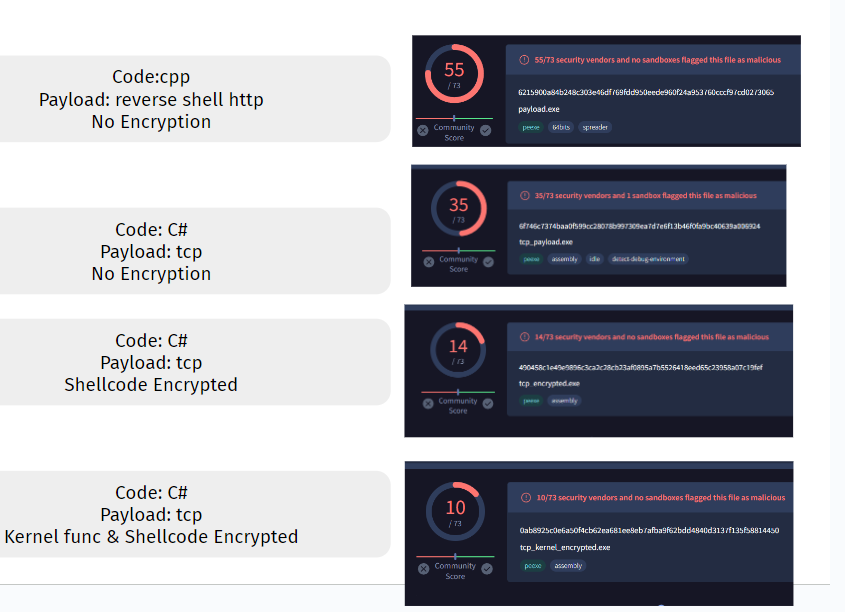 Code:cpp
Payload: reverse shell http
No Encryption
55
/ 73
Community
Score
55/73 security vendors and no sandboxes flagged this file as malicious
6215900a84b248c303e46df769fdd950eede960f24a953760cccf97cd0273065
payload.exe
peexe 64bits spreader
Code: C#
Payload: tcp
No Encryption
35
/ 73
Community
Score
35/73 security vendors and 1 sandbox flagged this file as malicious
tcp_payload.exe
peexe assembly idle detect-debug-environment
Code: C#
Payload: tcp
Shellcode Encrypted
14
/ 73
Community
Score
14/73 security vendors and no sandboxes flagged this file as malicious
490458c1e49e9896c3ca2c28cb23af0895a7b5526418eed65c23958a07c19fef
tcp_encrypted.exe
peexe assembly
Code: C#
Payload: tcp
Kernel func & Shellcode Encrypted
10
/ 73
Community
Score
10/73 security vendors and no sandboxes flagged this file as malicious
0ab8925c0e6a50f4cb62ea681ee8eb7afba9f62bdd4840d3137f135f58814450
tcp_kernel_encrypted.exe
peexe assembly